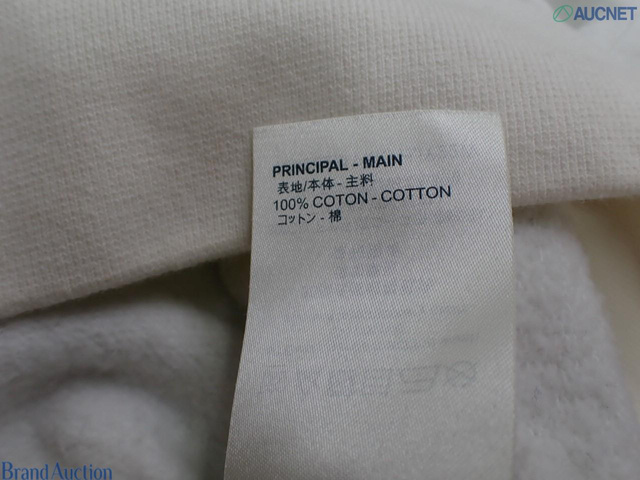 AUCNET
PRINCIPAL - MAIN
表地/本体 - 主料
100% COTON - COTTON
コットン - 棉
Brand Auction